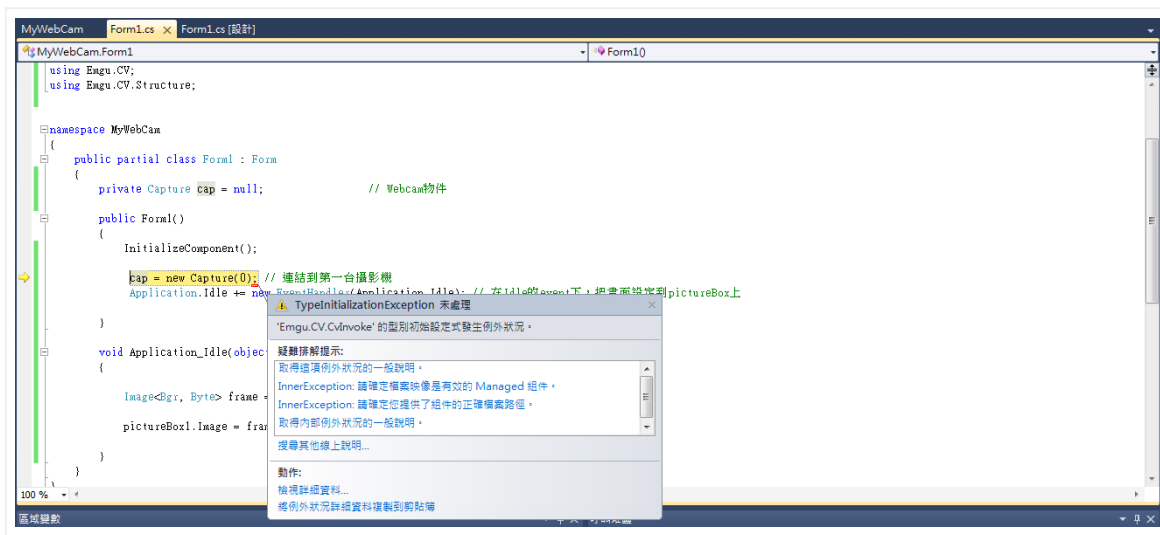 MyWebCam Form1.cs × Form1.cs [設計]
MyWebCam.Form1 Form1()
using Emgu.CV;
using Emgu.CV.Structure;
namespace MyWebCam
{
public partial class Form1 : Form
{
private Capture cap = null; // Webcam物件
public Form1()
{
InitializeComponent();
cap = new Capture(0); // 連結到第一台攝影機
Application.Idle += new EventHandler(Application_Idle); // 在Idle的event下，把畫面設定到pictureBox上
}
void Application_Idle(objec
{
Image<Bgr, Byte> frame =
pictureBox1.Image = fra
}
}
TypeInitializationException 未處理 ×
'Emgu.CV.CvInvoke' 的型別初始設定式發生例外狀況。
疑難排解提示:
取得這項例外狀況的一般說明。
InnerException: 請確定檔案映像是有效的 Managed 組件。
InnerException: 請確定您提供了組件的正確檔案路徑。
取得內部例外狀況的一般說明。
搜尋其他線上說明...
動作:
檢視詳細資料...
將例外狀況詳細資料複製到剪貼簿
100 %
區域變數